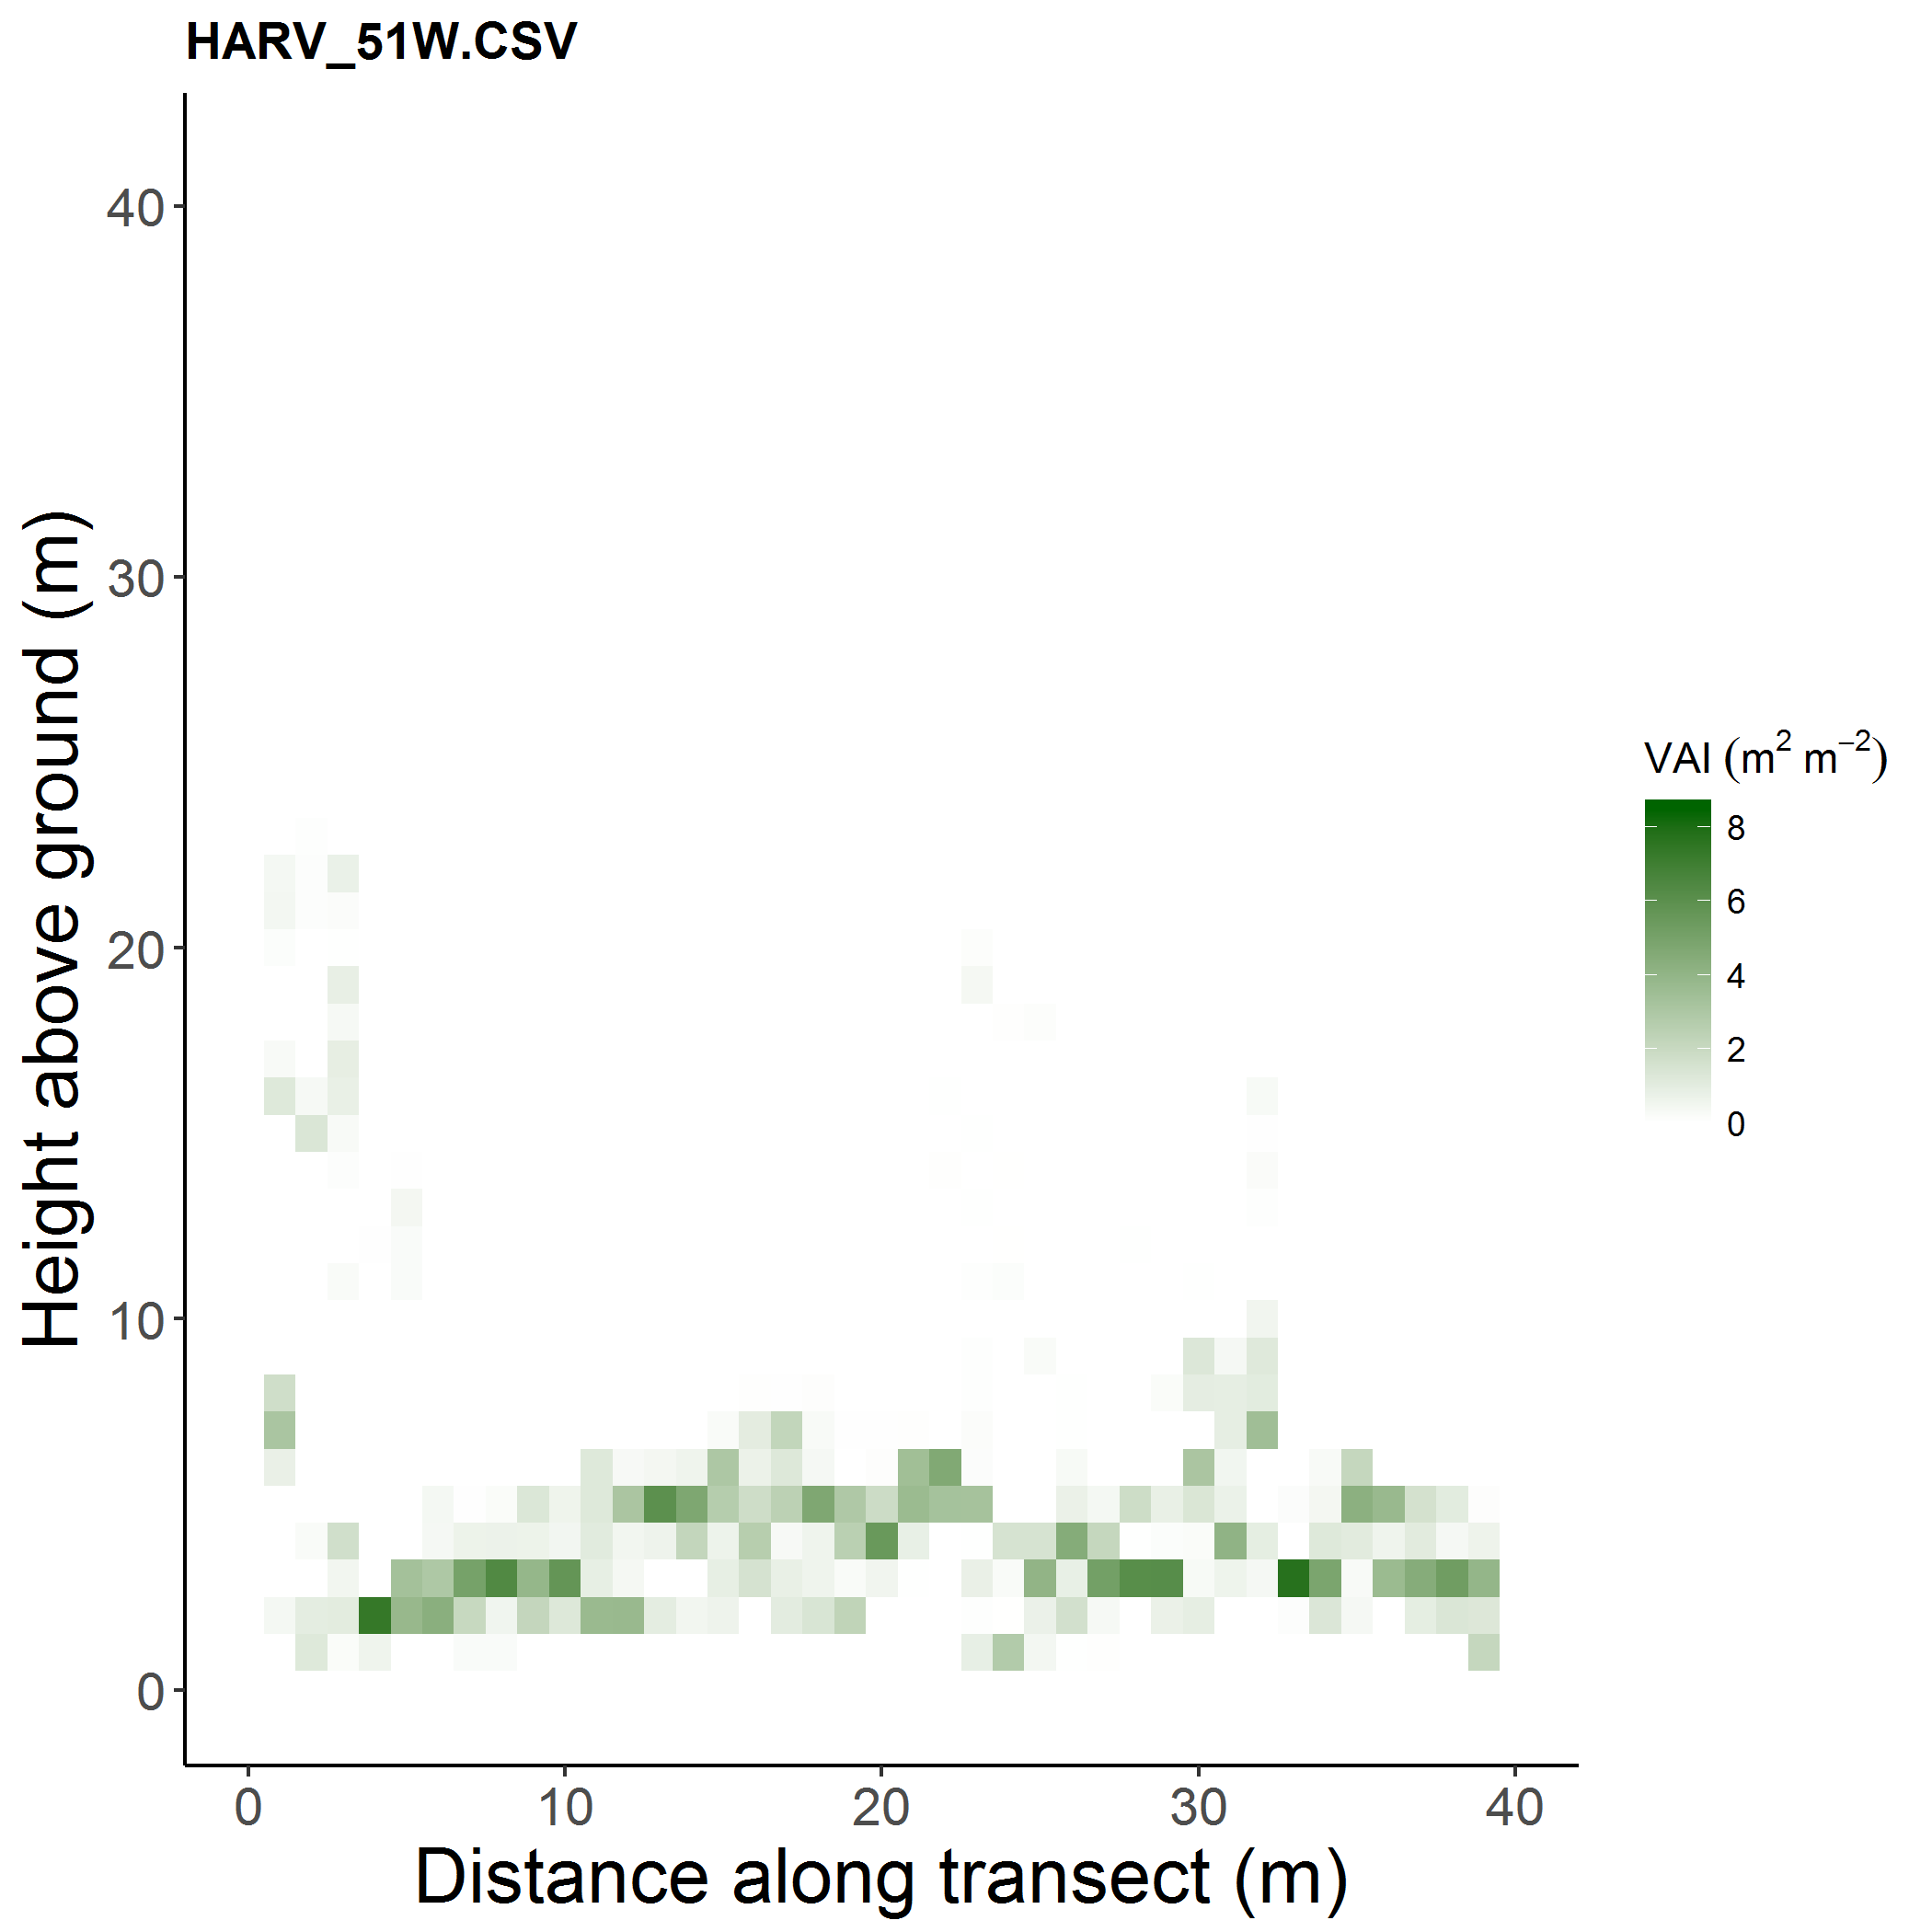 HARV_51W.CSV
Height above ground (m)
40
30
20
10
0
0 10 20 30 40
Distance along transect (m)
VAI (m² m⁻²)
8
6
4
2
0